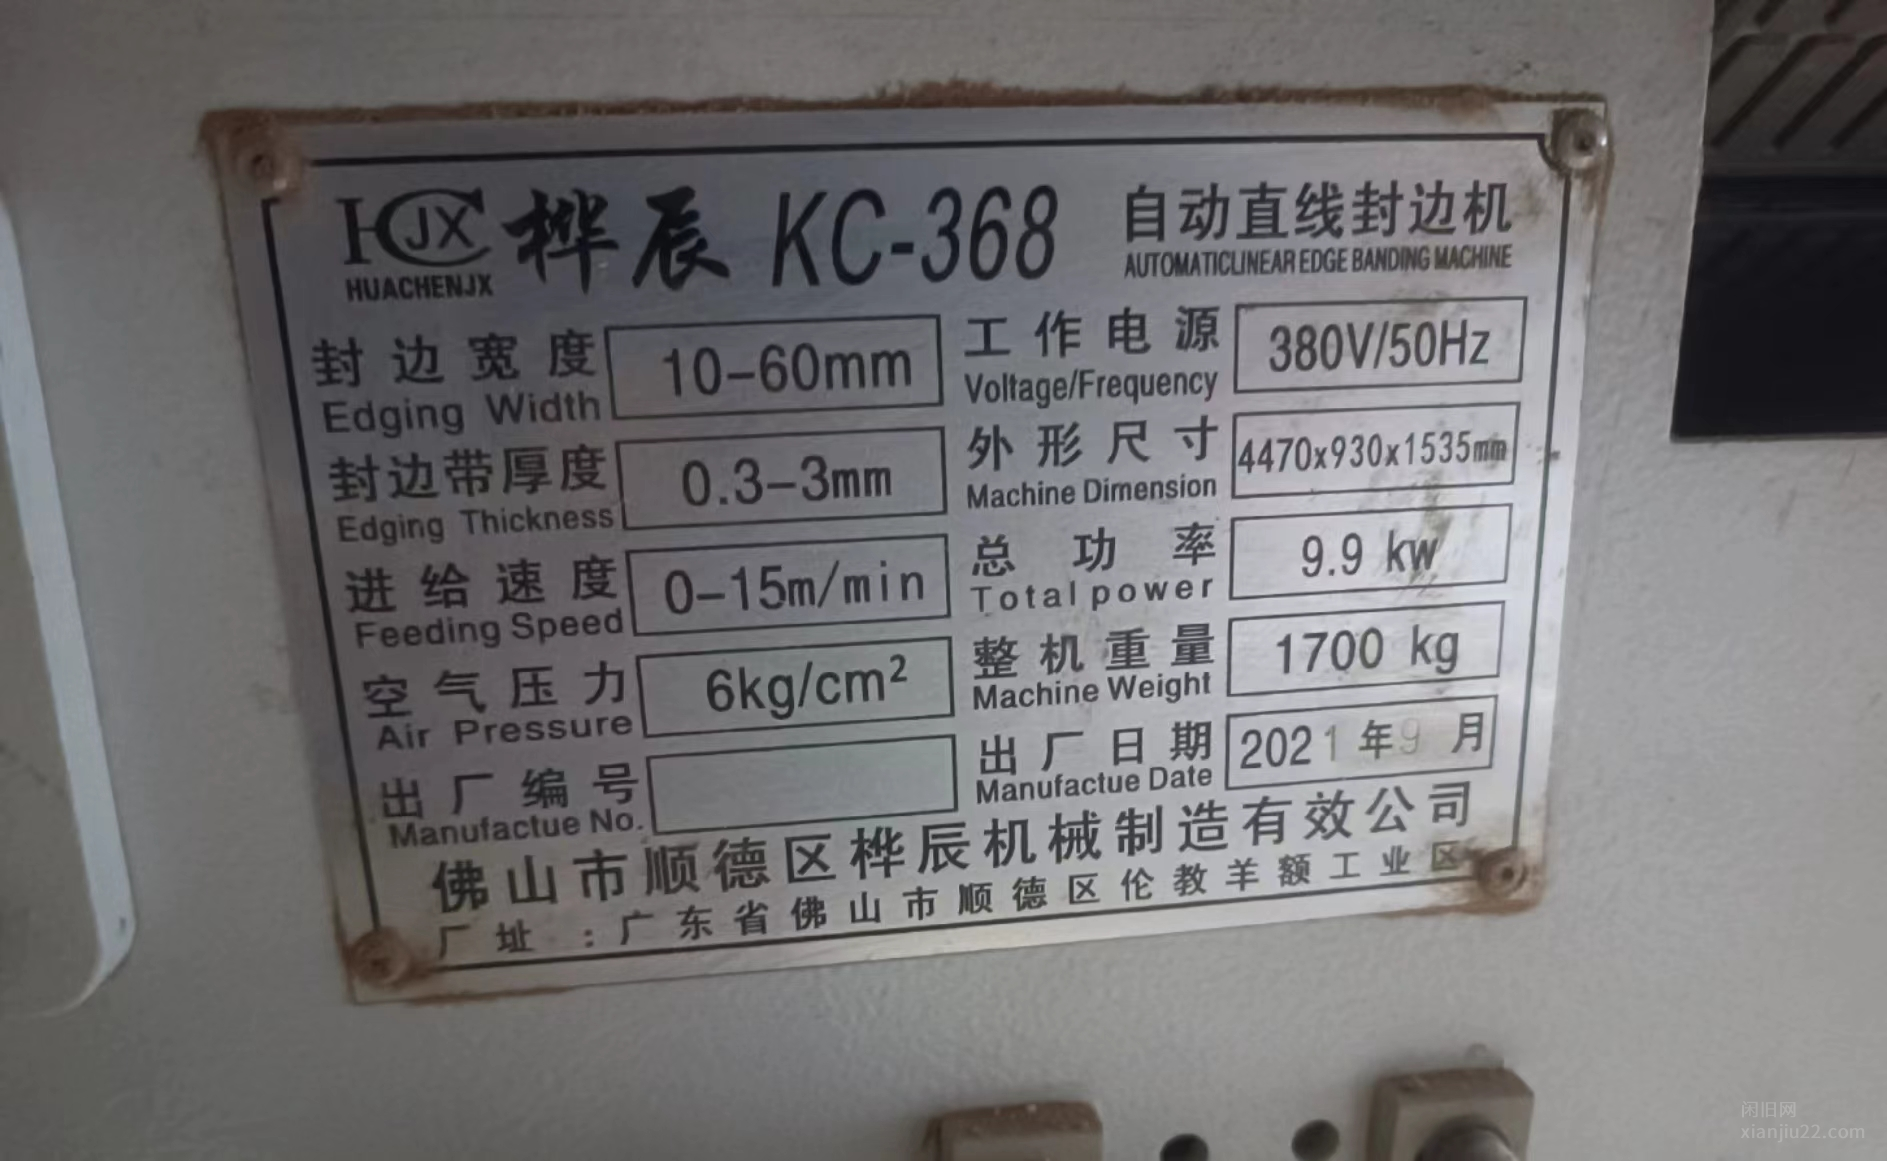 HCJX 桦辰 KC-368 自动直线封边机
HUACHENJX AUTOMATICLINEAR EDGE BANDING MACHINE
封边宽度 10-60mm 工作电源 380V/50Hz
Edging Width Voltage/Frequency
封边带厚度 0.3-3mm 外形尺寸 4470x930x1535mm
Edging Thickness Machine Dimension
进给速度 0-15m/min 总功率 9.9 kw
Feeding Speed Total power
空气压力 6kg/cm² 整机重量 1700 kg
Air Pressure Machine Weight
出厂编号 出厂日期 2021年9月
Manufactue No. Manufactue Date
佛山市顺德区桦辰机械制造有效公司
厂址:广东省佛山市顺德区伦教羊额工业区
闲旧网
xianjiu22.com